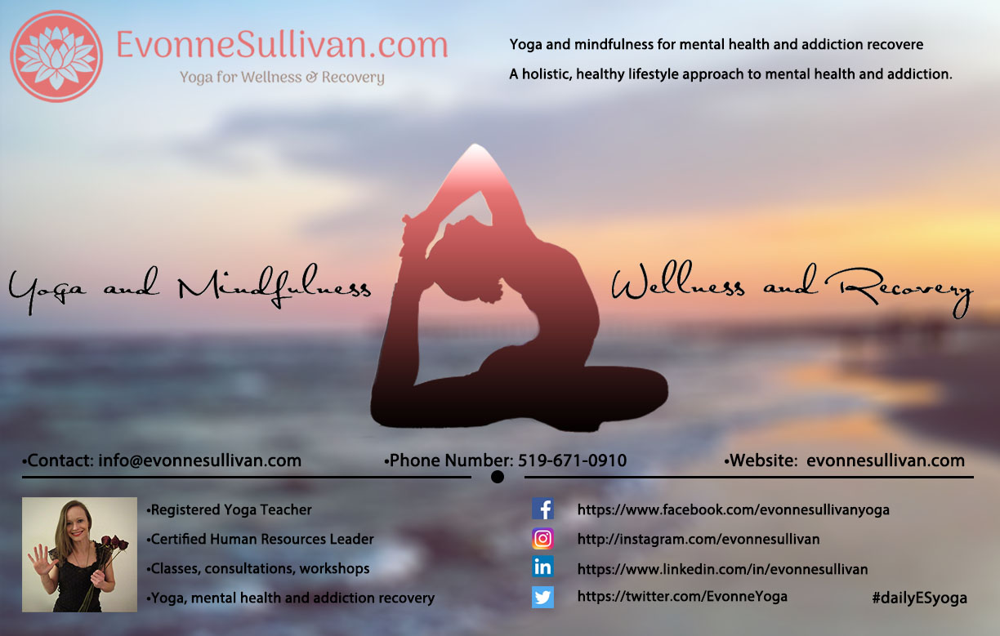 EvonneSullivan.com
Yoga for Wellness & Recovery
Yoga and mindfulness for mental health and addiction recovere
A holistic, healthy lifestyle approach to mental health and addiction.
Yoga and Mindfulness
Wellness and Recovery
•Contact: info@evonnesullivan.com
•Phone Number: 519-671-0910
•Website: evonnesullivan.com
•Registered Yoga Teacher
•Certified Human Resources Leader
•Classes, consultations, workshops
•Yoga, mental health and addiction recovery
https://www.facebook.com/evonnesullivanyoga
http://instagram.com/evonnesullivan
https://www.linkedin.com/in/evonnesullivan
https://twitter.com/EvonneYoga
#dailyESyoga